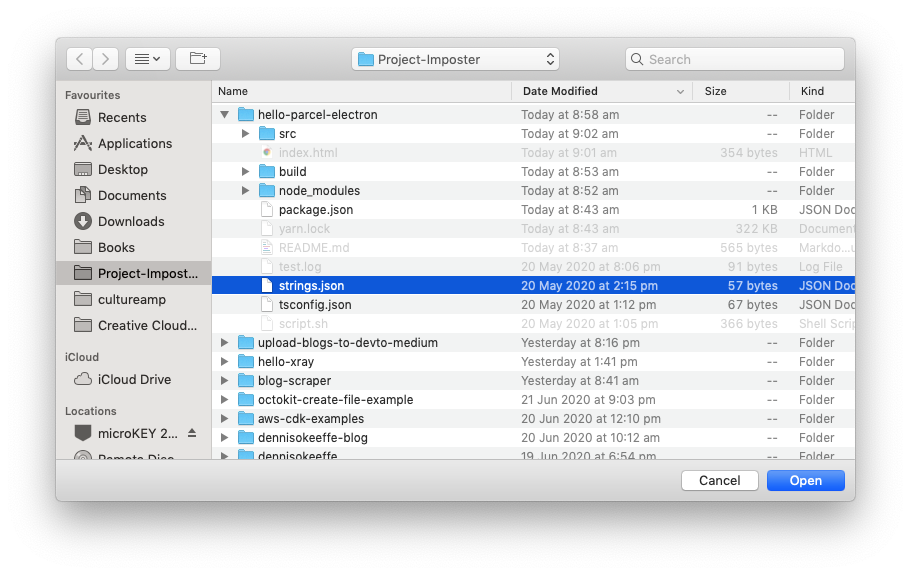 Project-Imposter
Search
Favourites
Recents
Applications
Desktop
Documents
Downloads
Books
Project-Impost...
cultureamp
Creative Cloud...
iCloud
iCloud Drive
Locations
microKEY 2...
Remote Disc
Name Date Modified Size Kind
hello-parcel-electron Today at 8:58 am -- Folder
src Today at 9:02 am -- Folder
index.html Today at 9:01 am 354 bytes HTML
build Today at 8:53 am -- Folder
node_modules Today at 8:52 am -- Folder
package.json Today at 8:43 am 1 KB JSON Doc
yarn.lock Today at 8:43 am 322 KB Document
README.md Today at 8:37 am 565 bytes Markdo...u
test.log 20 May 2020 at 8:06 pm 91 bytes Log File
strings.json 20 May 2020 at 2:15 pm 57 bytes JSON Doc
tsconfig.json 20 May 2020 at 1:12 pm 67 bytes JSON Doc
script.sh 20 May 2020 at 1:05 pm 366 bytes Shell Scrip
upload-blogs-to-devto-medium Yesterday at 8:16 pm -- Folder
hello-xray Yesterday at 1:41 pm -- Folder
blog-scraper Yesterday at 8:41 am -- Folder
octokit-create-file-example 21 Jun 2020 at 9:03 pm -- Folder
aws-cdk-examples 20 Jun 2020 at 12:10 pm -- Folder
dennisokeeffe-blog 20 Jun 2020 at 10:12 am -- Folder
dennisokeeffe 19 Jun 2020 at 6:54 pm -- Folder
Cancel Open